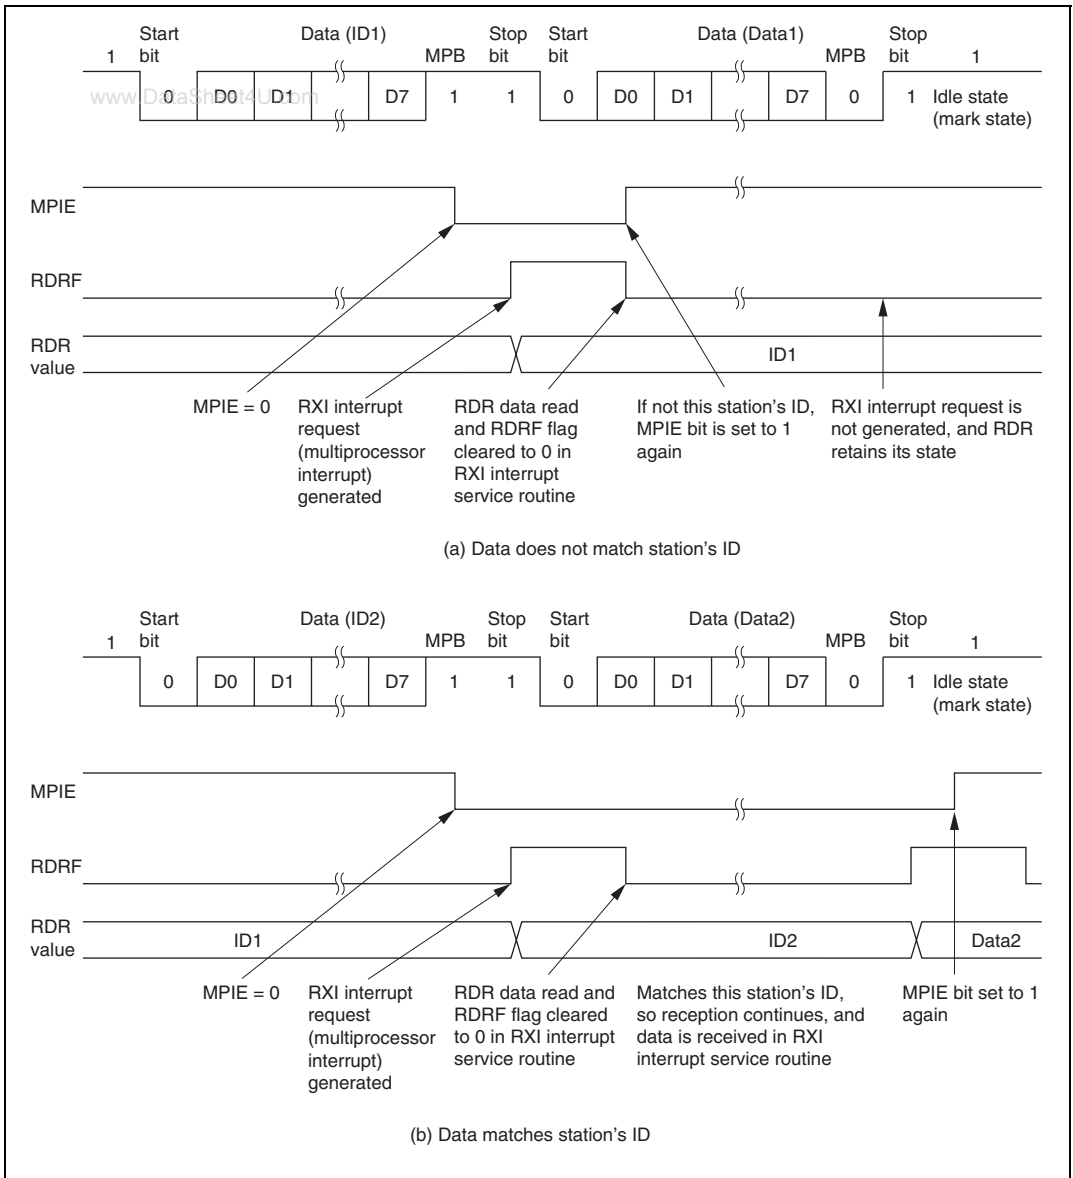 Start Data (ID1) Stop Start Data (Data1) Stop
1 bit MPB bit bit MPB bit 1
www.DataSheet4U.com
0 D0 D1 D7 1 1 0 D0 D1 D7 0 1 Idle state
(mark state)
MPIE
RDRF
RDR
value
ID1
MPIE = 0
RXI interrupt
request
(multiprocessor
interrupt)
generated
RDR data read
and RDRF flag
cleared to 0 in
RXI interrupt
service routine
If not this station's ID,
MPIE bit is set to 1
again
RXI interrupt request is
not generated, and RDR
retains its state
(a) Data does not match station's ID
Start Data (ID2) Stop Start Data (Data2) Stop
1 bit MPB bit bit MPB bit 1
0 D0 D1 D7 1 1 0 D0 D1 D7 0 1 Idle state
(mark state)
MPIE
RDRF
RDR
value
ID1 ID2 Data2
MPIE = 0
RXI interrupt
request
(multiprocessor
interrupt)
generated
RDR data read and
RDRF flag cleared
to 0 in RXI interrupt
service routine
Matches this station's ID,
so reception continues, and
data is received in RXI
interrupt service routine
MPIE bit set to 1
again
(b) Data matches station's ID